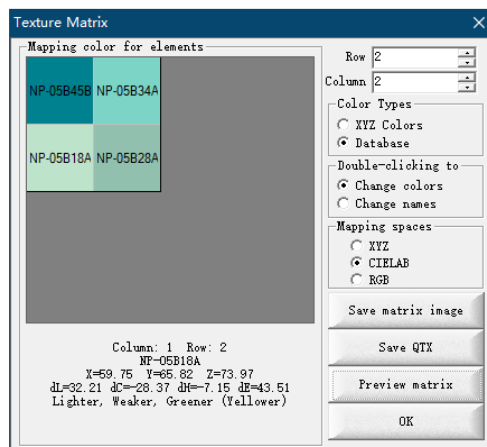 Texture Matrix
Mapping color for elements
NP-05B45B NP-05B34A
NP-05B18A NP-05B28A
Column: 1 Row: 2
NP-05B18A
X=59.75 Y=65.82 Z=73.97
dL=32.21 dC=-28.37 dH=-7.15 dE=43.51
Lighter, Weaker, Greener (Yellower)
Row 2
Column 2
Color Types
XYZ Colors
Database
Double-clicking to
Change colors
Change names
Mapping spaces
XYZ
CIELAB
RGB
Save matrix image
Save QTX
Preview matrix
OK